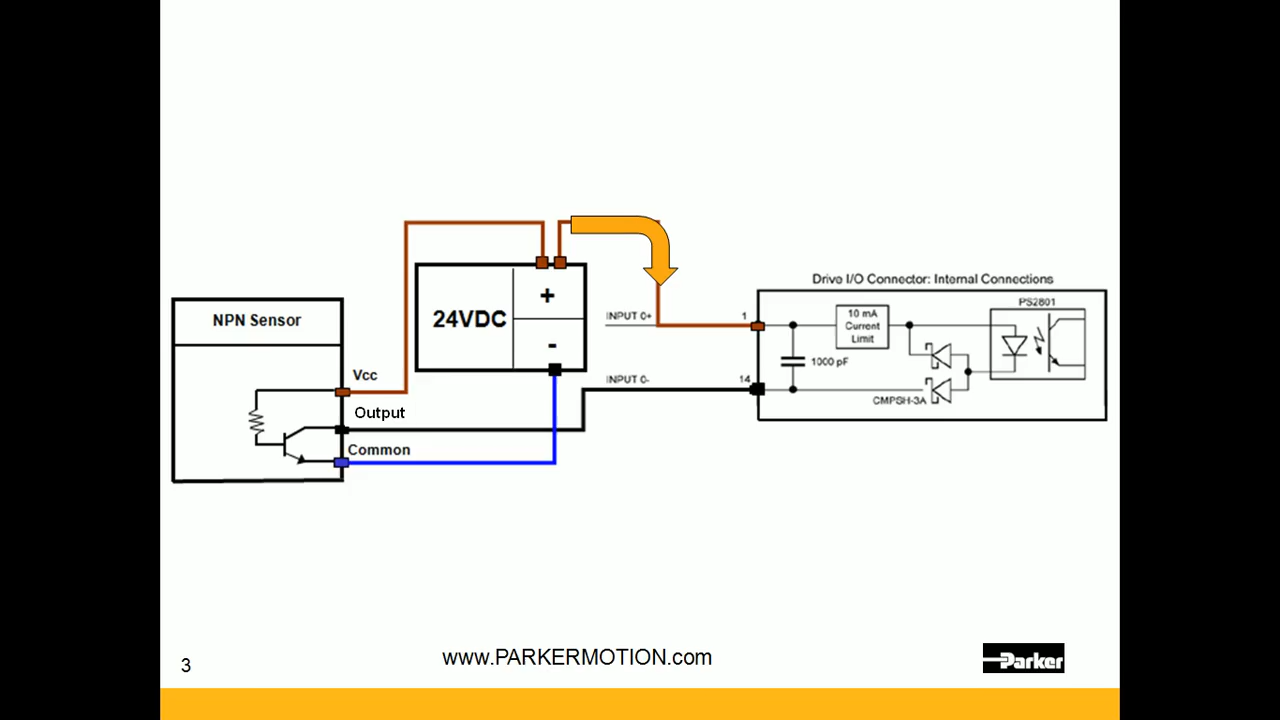 Drive I/O Connector: Internal Connections
PS2801
NPN Sensor
24VDC
+
-
INPUT 0+
1
10 mA
Current
Limit
1000 pF
INPUT 0-
14
CMPSH-3A
Vcc
Output
Common
3
www.PARKERMOTION.com
Parker